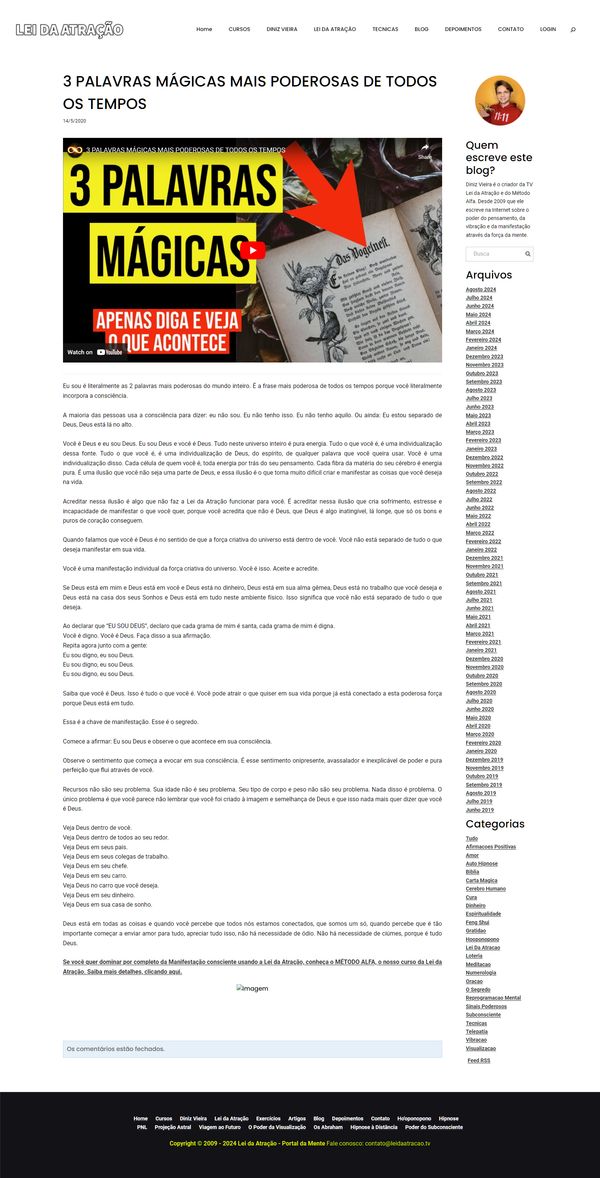 LEI DA ATRAÇÃO
Home CURSOS DINIZ VIEIRA LEI DA ATRAÇÃO TECNICAS BLOG DEPOIMENTOS CONTATO LOGIN
3 PALAVRAS MÁGICAS MAIS PODEROSAS DE TODOS
OS TEMPOS
14/5/2020
3 PALAVRAS MÁGICAS MAIS PODEROSAS DE TODOS OS TEMPOS
Share
3 PALAVRAS
MÁGICAS
APENAS DIGA E VEJA
O QUE ACONTECE
Das Vögelnest.
Watch on YouTube
Eu sou é literalmente as 2 palavras mais poderosas do mundo inteiro. É a frase mais poderosa de todos os tempos porque você literalmente
incorpora a consciência.
A maioria das pessoas usa a consciência para dizer: eu não sou. Eu não tenho isso. Eu não tenho aquilo. Ou ainda: Eu estou separado de
Deus, Deus está lá no alto.
Você é Deus e eu sou Deus. Eu sou Deus e você é Deus. Tudo neste universo inteiro é pura energia. Tudo o que você é, é uma individualização
dessa fonte. Tudo o que você é, é uma individualização de Deus, do espírito, de qualquer palavra que você queira usar. Você é uma
individualização disso. Cada célula de quem você é, toda energia por trás do seu pensamento. Cada fibra da matéria do seu cérebro é energia
pura. É uma ilusão que você não seja uma parte de Deus, e essa ilusão é o que torna muito difícil criar e manifestar as coisas que você deseja
na vida.
Acreditar nessa ilusão é algo que não faz a Lei da Atração funcionar para você. É acreditar nessa ilusão que cria sofrimento, estresse e
incapacidade de manifestar o que você quer, porque você acredita que não é Deus, que Deus é algo inatingível, lá longe, que só os bons e
puros de coração conseguem.
Quando falamos que você é Deus é no sentido de que a força criativa do universo está dentro de você. Você não está separado de tudo o que
deseja manifestar em sua vida.
Você é uma manifestação individual da força criativa do universo. Você é isso. Aceite e acredite.
Se Deus está em mim e Deus está em você e Deus está no dinheiro, Deus está em sua alma gêmea, Deus está no trabalho que você deseja e
Deus está na casa dos seus Sonhos e Deus está em tudo neste ambiente físico. Isso significa que você não está separado de tudo o que
deseja.
Ao declarar que "EU SOU DEUS", declaro que cada grama de mim é santa, cada grama de mim é digna.
Você é digno. Você é Deus. Faça disso a sua afirmação.
Repita agora junto com a gente:
Eu sou digno, eu sou Deus.
Eu sou digno, eu sou Deus.
Eu sou digno, eu sou Deus.
Saiba que você é Deus. Isso é tudo o que você é. Você pode atrair o que quiser em sua vida porque já está conectado a esta poderosa força
porque Deus está em tudo.
Essa é a chave de manifestação. Esse é o segredo.
Comece a afirmar: Eu sou Deus e observe o que acontece em sua consciência.
Observe o sentimento que começa a evocar em sua consciência. É esse sentimento onipresente, avassalador e inexplicável de poder e pura
perfeição que flui através de você.
Recursos não são seu problema. Sua idade não é seu problema. Seu tipo de corpo e peso não são seu problema. Nada disso é problema. O
único problema é que você parece não lembrar que você foi criado à imagem e semelhança de Deus e que isso nada mais quer dizer que você
é Deus.
Veja Deus dentro de você.
Veja Deus dentro de todos ao seu redor.
Veja Deus em seus pais.
Veja Deus em seus colegas de trabalho.
Veja Deus em seu chefe.
Veja Deus em seu carro.
Veja Deus no carro que você deseja.
Veja Deus em seu dinheiro.
Veja Deus em sua casa de sonho.
Deus está em todas as coisas e quando você percebe que todos nós estamos conectados, que somos um só, quando percebe que é tão
importante começar a enviar amor para tudo, apreciar tudo isso, não há necessidade de ódio. Não há necessidade de ciúmes, porque é tudo
Deus.
Se você quer dominar por completo da Manifestação consciente usando a Lei da Atração, conheça o MÉTODO ALFA, o nosso curso da Lei da
Atração. Saiba mais detalhes, clicando aqui.
Imagem
Os comentários estão fechados.
11:11
Quem
escreve este
blog?
Diniz Vieira é o criador da TV
Lei da Atração e do Método
Alfa. Desde 2009 que ele
escreve na Internet sobre o
poder do pensamento, da
vibração e da manifestação
através da força da mente.
Busca
Arquivos
Agosto 2024
Julho 2024
Junho 2024
Maio 2024
Abril 2024
Março 2024
Fevereiro 2024
Janeiro 2024
Dezembro 2023
Novembro 2023
Outubro 2023
Setembro 2023
Agosto 2023
Julho 2023
Junho 2023
Maio 2023
Abril 2023
Março 2023
Fevereiro 2023
Janeiro 2023
Dezembro 2022
Novembro 2022
Outubro 2022
Setembro 2022
Agosto 2022
Julho 2022
Junho 2022
Maio 2022
Abril 2022
Março 2022
Fevereiro 2022
Janeiro 2022
Dezembro 2021
Novembro 2021
Outubro 2021
Setembro 2021
Agosto 2021
Julho 2021
Junho 2021
Maio 2021
Abril 2021
Março 2021
Fevereiro 2021
Janeiro 2021
Dezembro 2020
Novembro 2020
Outubro 2020
Setembro 2020
Agosto 2020
Julho 2020
Junho 2020
Maio 2020
Abril 2020
Março 2020
Fevereiro 2020
Janeiro 2020
Dezembro 2019
Novembro 2019
Outubro 2019
Setembro 2019
Agosto 2019
Julho 2019
Junho 2019
Categorias
Tudo
Afirmacoes Positivas
Amor
Auto Hipnose
Biblia
Carta Magica
Cerebro Humano
Cura
Dinheiro
Espiritualidade
Feng Shui
Gratidao
Hooponopono
Lei Da Atracao
Loteria
Meditacao
Numerologia
Oracao
O Segredo
Reprogramacao Mental
Sinais Poderosos
Subconsciente
Tecnicas
Telepatia
Vibracao
Visualizacao
Feed RSS
Home Cursos Diniz Vieira Lei da Atração Exercícios Artigos Blog Depoimentos Contato Ho'oponopono Hipnose
PNL Projeção Astral Viagem ao Futuro O Poder da Visualização Os Abraham Hipnose à Distância Poder do Subconsciente
Copyright © 2009 - 2024 Lei da Atração - Portal da Mente Fale conosco: contato@leidaatracao.tv